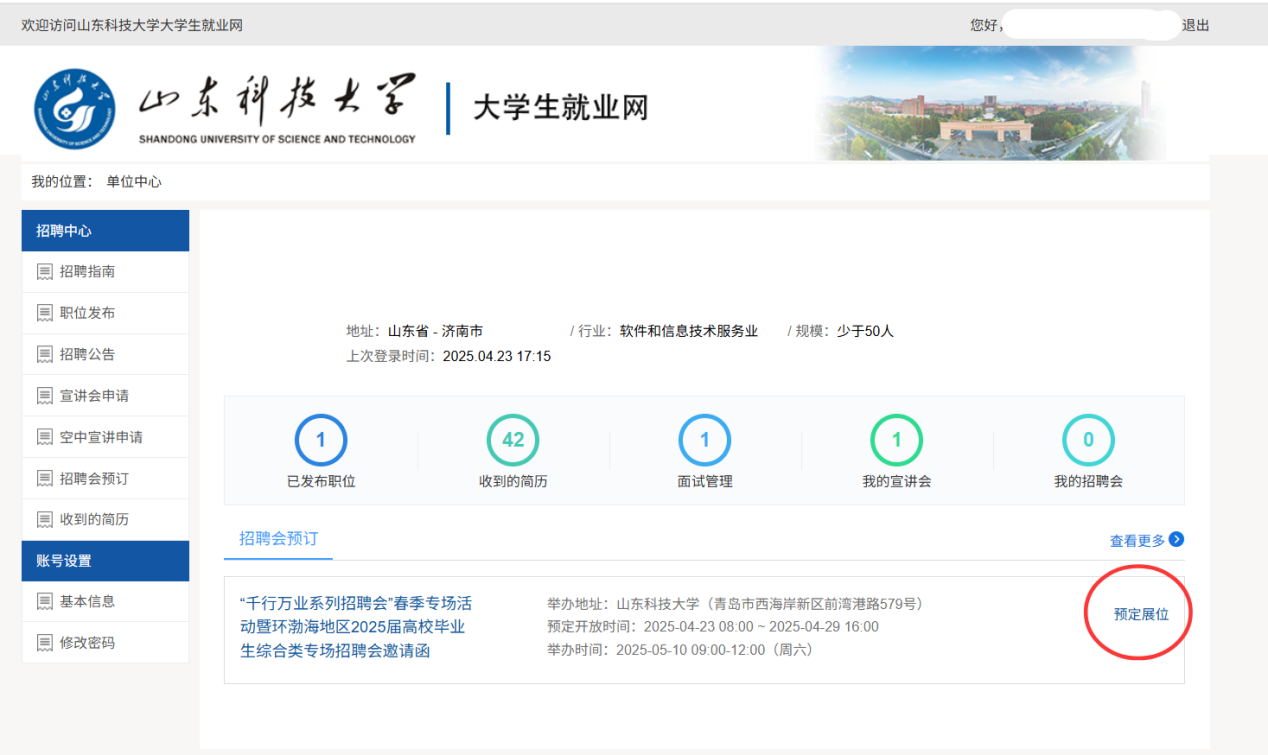 欢迎访问山东科技大学大学生就业网
您好，
退出
山东科技大学
SHANDONG UNIVERSITY OF SCIENCE AND TECHNOLOGY
大学生就业网
我的位置： 单位中心
招聘中心
招聘指南
职位发布
招聘公告
宣讲会申请
空中宣讲申请
招聘会预订
收到的简历
账号设置
基本信息
修改密码
地址：山东省 - 济南市 / 行业：软件和信息技术服务业 / 规模：少于50人
上次登录时间：2025.04.23 17:15
1
已发布职位
42
收到的简历
1
面试管理
1
我的宣讲会
0
我的招聘会
招聘会预订
查看更多
“千行万业系列招聘会”春季专场活
动暨环渤海地区2025届高校毕业
生综合类专场招聘会邀请函
举办地址：山东科技大学（青岛市西海岸新区前湾港路579号）
预定开放时间：2025-04-23 08:00 ~ 2025-04-29 16:00
举办时间：2025-05-10 09:00-12:00（周六）
预定展位